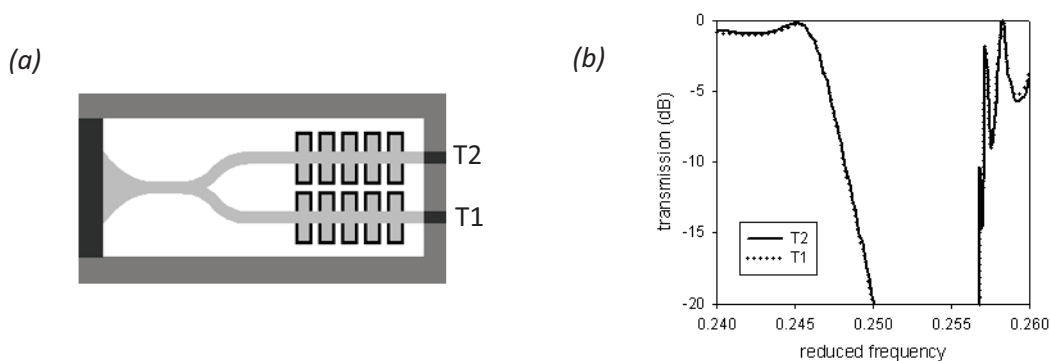 (a)
T2
T1
(b)
transmission (dB)
0
-5
-10
-15
-20
T2
T1
0.240 0.245 0.250 0.255 0.260
reduced frequency